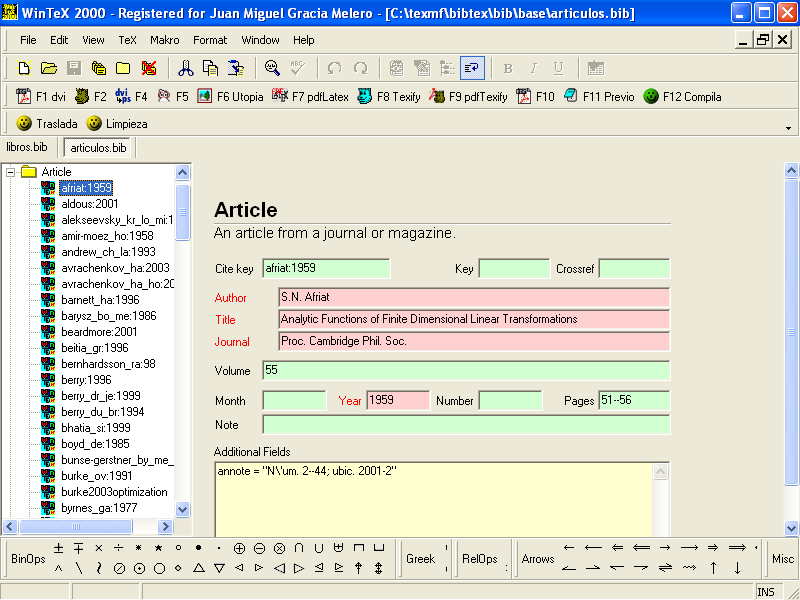 WinTeX 2000 - Registered for Juan Miguel Gracia Melero - [C:\texmf\bibtex\bib\base\articulos.bib]
File Edit View TeX Makro Format Window Help
B I U
F1 dvi F2 dvi ps F4 F5 F6 Utopia F7 pdfLatex F8 Texify F9 pdfTexify F10 F11 Previo F12 Compila
Traslada Limpieza
libros.bib articulos.bib
Article
afriat:1959
aldous:2001
alekseevsky_kr_lo_mi:1
amir-moez_ho:1958
andrew_ch_la:1993
avrachenkov_ha:2003
avrachenkov_ha_ho:20
barnett_ha:1996
barysz_bo_me:1986
beardmore:2001
beitia_gr:1996
bernhardsson_ra:98
berry:1996
berry_dr_je:1999
berry_du_br:1994
bhatia_si:1999
boyd_de:1985
bunse-gerstner_by_me_
burke_ov:1991
burke2003optimization
byrnes_ga:1977
Article
An article from a journal or magazine.
Cite key afriat:1959 Key Crossref
Author S.N. Afriat
Title Analytic Functions of Finite Dimensional Linear Transformations
Journal Proc. Cambridge Phil. Soc.
Volume 55
Month Year 1959 Number Pages 51--56
Note
Additional Fields
annote = "N\'um. 2--44; ubic. 2001-2"
BinOps Greek RelOps Arrows Misc
INS